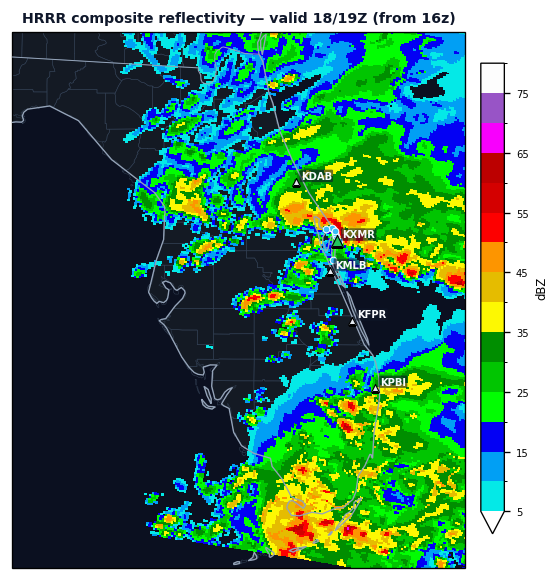 HRRR composite reflectivity — valid 18/19Z (from 16z)
KDAB
KXMR
KMLB
KFPR
KPBI
75
65
55
45
35
25
15
5
dBZ